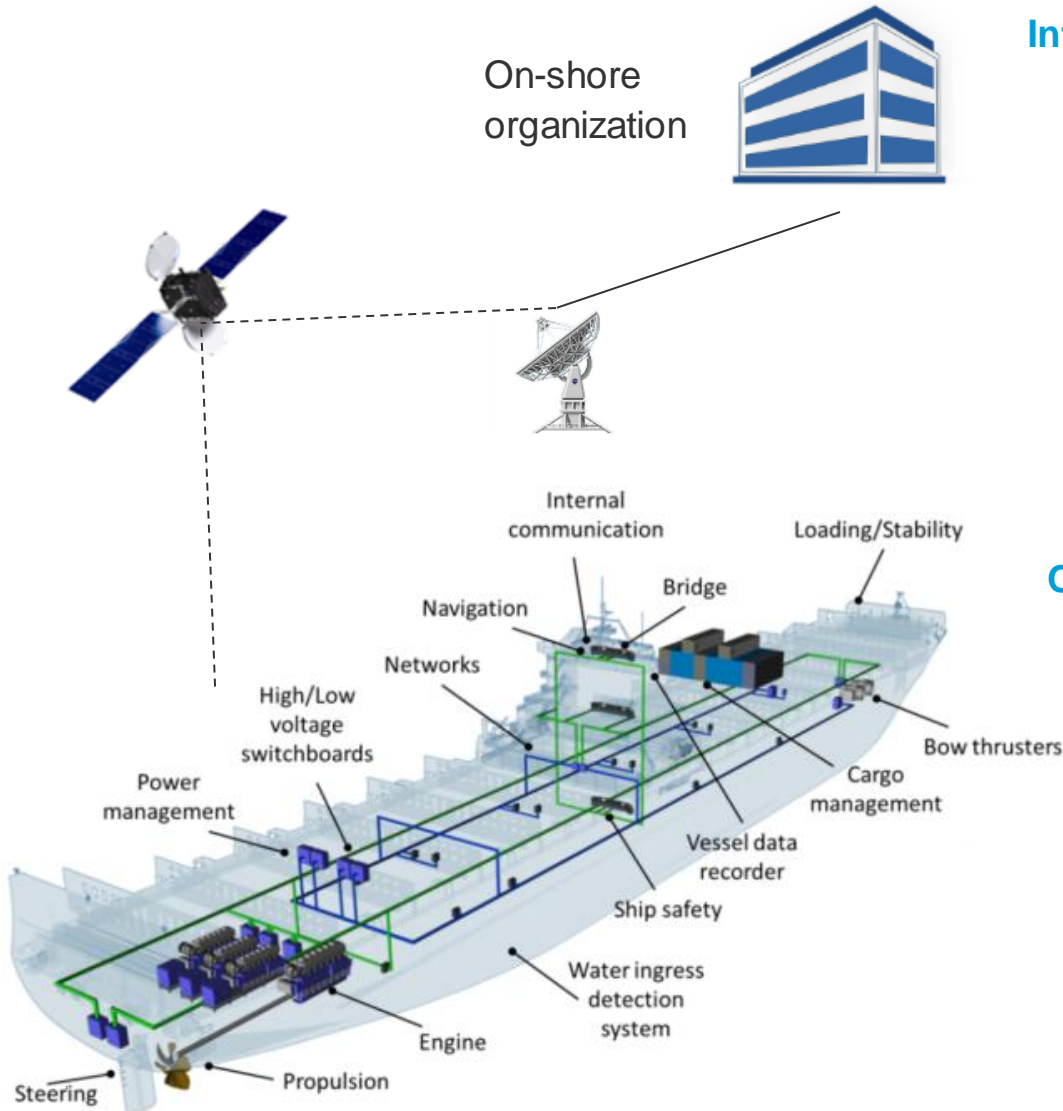 On-shore
organization
Internal
communication
Loading/Stability
Bridge
Navigation
Networks
High/Low
voltage
switchboards
Bow thrusters
Power
management
Cargo
management
Vessel data
recorder
Ship safety
Water ingress
detection
system
Engine
Propulsion
Steering